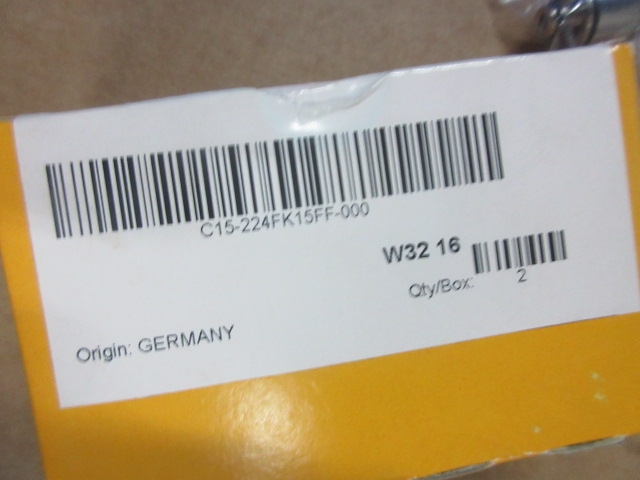 C15-224FK15FF-000
W32 16
Qty/Box: 2
Origin: GERMANY